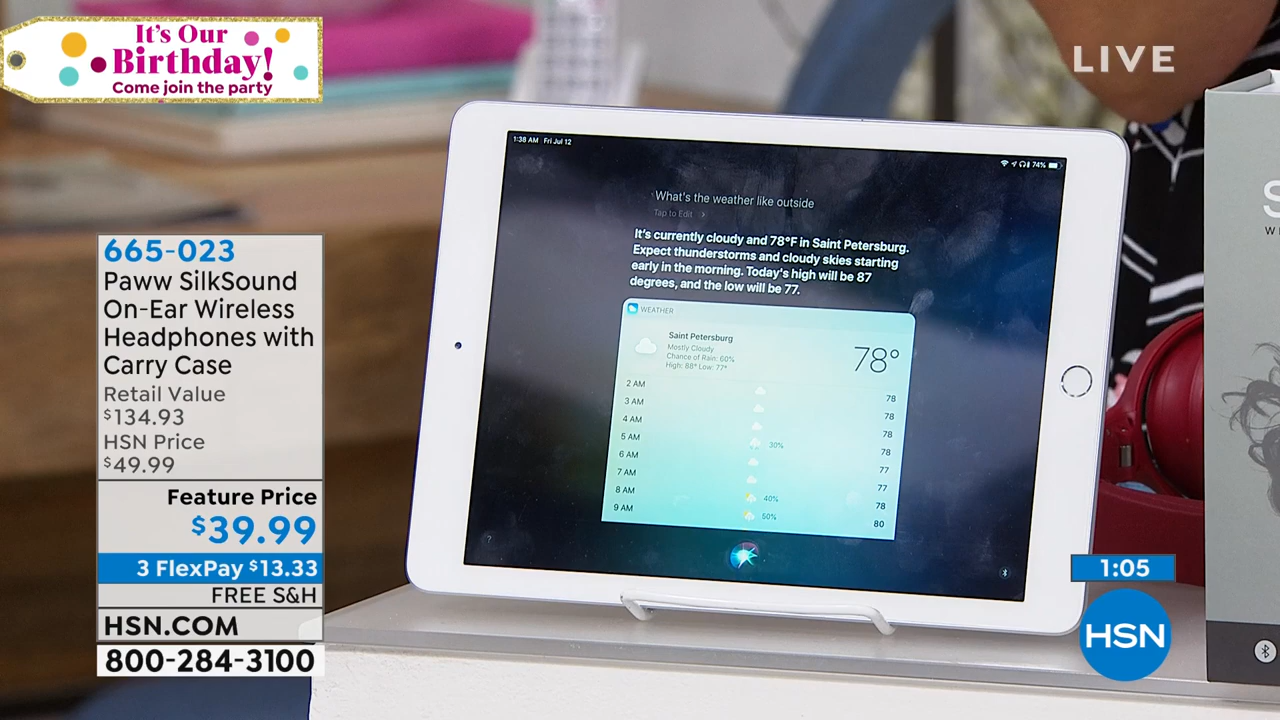 It's Our
Birthday!
Come join the party
LIVE
665-023
Paww SilkSound
On-Ear Wireless
Headphones with
Carry Case
Retail Value
$134.93
HSN Price
$49.99
Feature Price
$39.99
3 FlexPay $13.33
FREE S&H
HSN.COM
800-284-3100
1:38 AM Fri Jul 12
74%
What's the weather like outside
Tap to Edit >
It's currently cloudy and 78°F in Saint Petersburg.
Expect thunderstorms and cloudy skies starting
early in the morning. Today's high will be 87
degrees, and the low will be 77.
WEATHER
Saint Petersburg
Mostly Cloudy
Chance of Rain: 60%
High: 88° Low: 77°
78°
2 AM 78
3 AM 78
4 AM 78
5 AM 30% 78
6 AM 77
7 AM 77
8 AM 40% 78
9 AM 50% 80
?
1:05
HSN
S